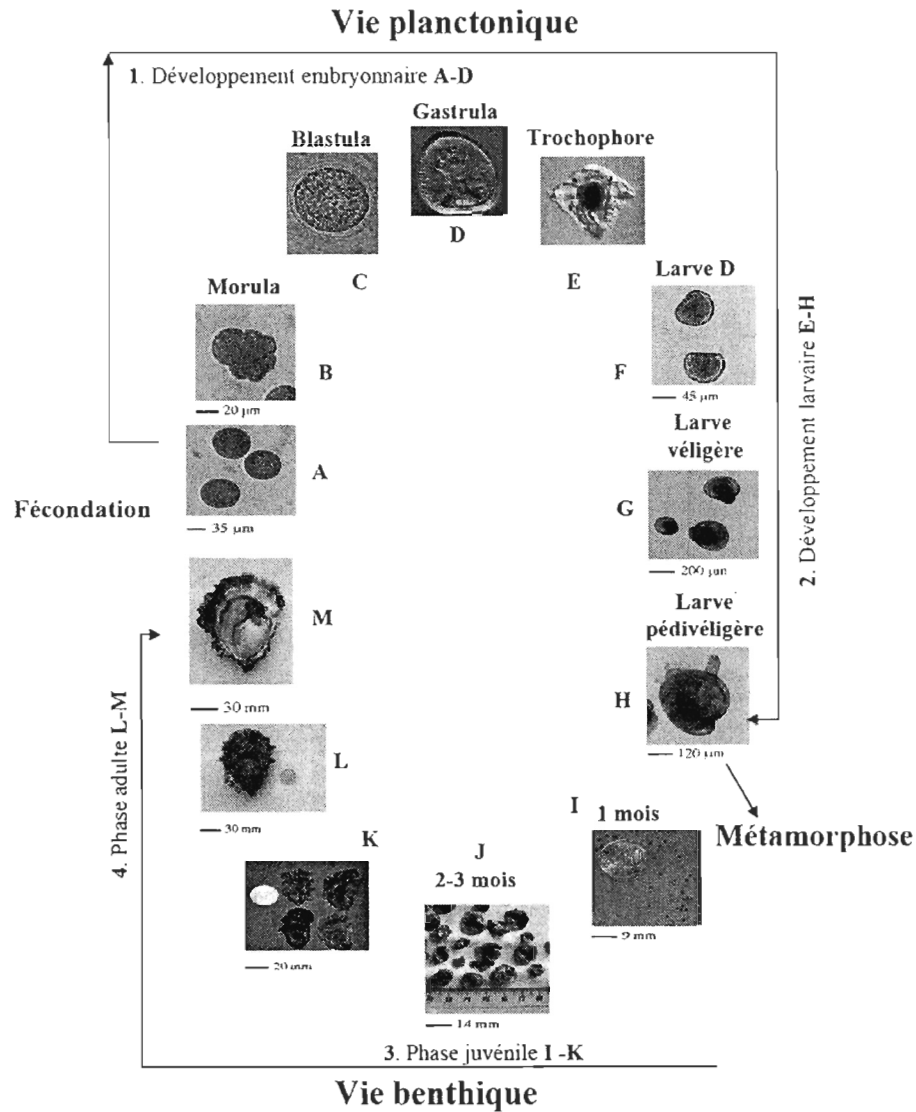 Vie planctonique
1. Développement embryonnaire A-D
Gastrula
Blastula
Trochophore
D
C
E
Morula
Larve D
B
F
20 µm
45 µm
A
35 µm
Fécondation
Larve
véligère
G
200 µm
2. Développement larvaire E-H
Larve
pédivéligère
M
H
30 mm
120 µm
L
30 mm
4. Phase adulte L-M
I
1 mois
Métamorphose
K
J
2-3 mois
9 mm
20 mm
14 mm
3. Phase juvénile I -K
Vie benthique